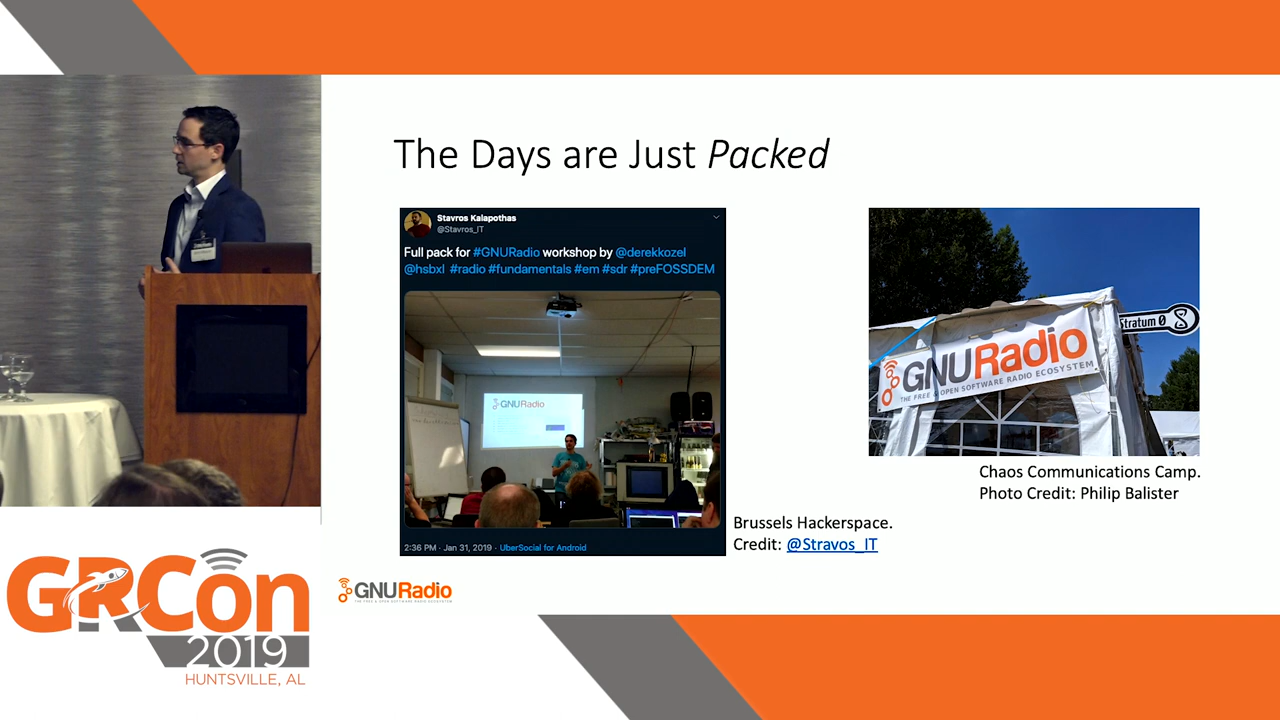 The Days are Just Packed
Stavros Kalapothas
@Stavros_IT
Full pack for #GNURadio workshop by @derekkozel
@hsbxl #radio #fundamentals #em #sdr #preFOSSDEM
GNURadio
2:36 PM · Jan 31, 2019 · UberSocial for Android
Brussels Hackerspace.
Credit: @Stravos_IT
Stratum 0
GNURadio
THE FREE & OPEN SOFTWARE RADIO ECOSYSTEM
Chaos Communications Camp.
Photo Credit: Philip Balister
GNURadio
THE FREE & OPEN SOFTWARE RADIO ECOSYSTEM
GRCon
2019
HUNTSVILLE, AL